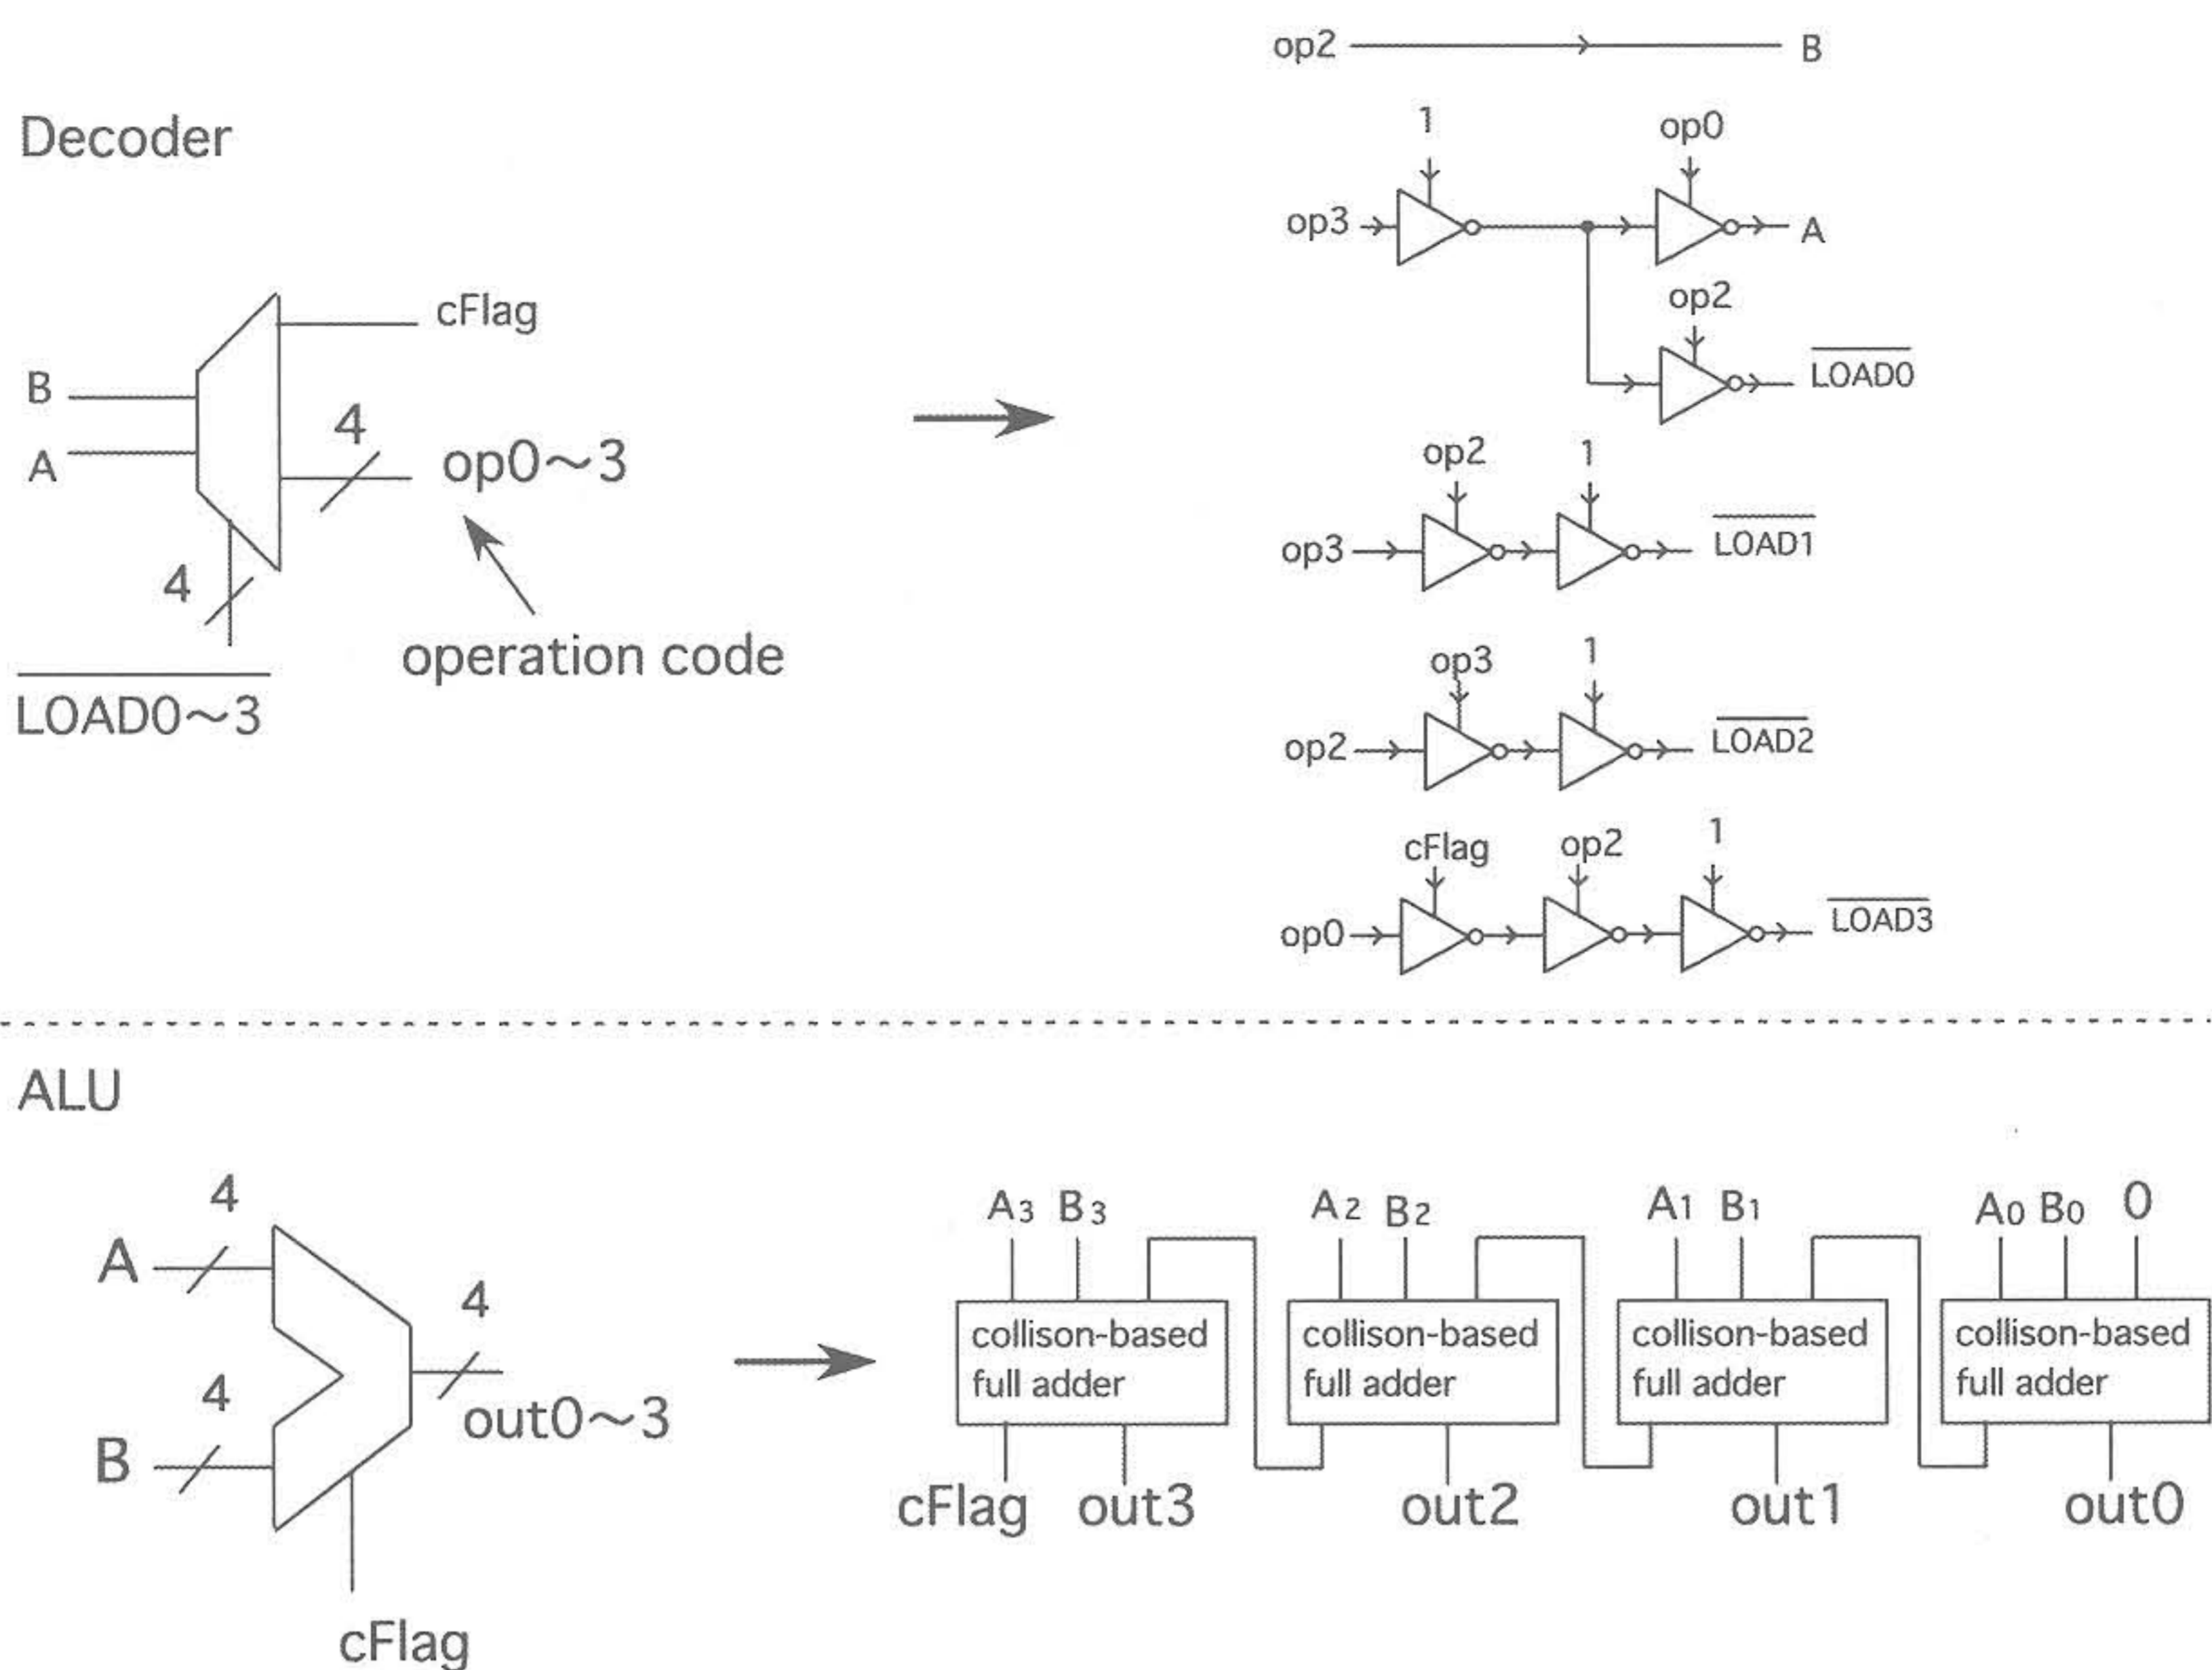 Decoder
cFlag
B
A
4
op0～3
4
operation code
LOAD0～3
op2
B
1
op0
op3
A
op2
LOAD0
op2
1
op3
LOAD1
op3
1
op2
LOAD2
cFlag
op2
1
op0
LOAD3
ALU
4
A
4
4
B
out0～3
cFlag
A3 B3
A2 B2
A1 B1
A0 B0 0
collison-based
full adder
collison-based
full adder
collison-based
full adder
collison-based
full adder
cFlag
out3
out2
out1
out0